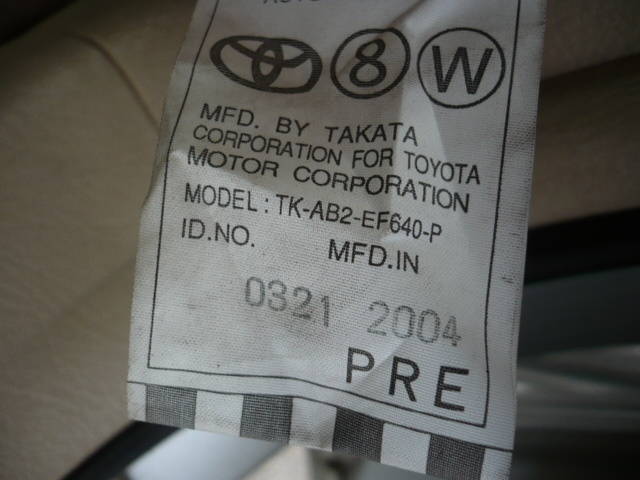 8 W
MFD. BY TAKATA
CORPORATION FOR TOYOTA
MOTOR CORPORATION
MODEL : TK-AB2-EF640-P
ID.NO. MFD.IN
0321 2004
PRE